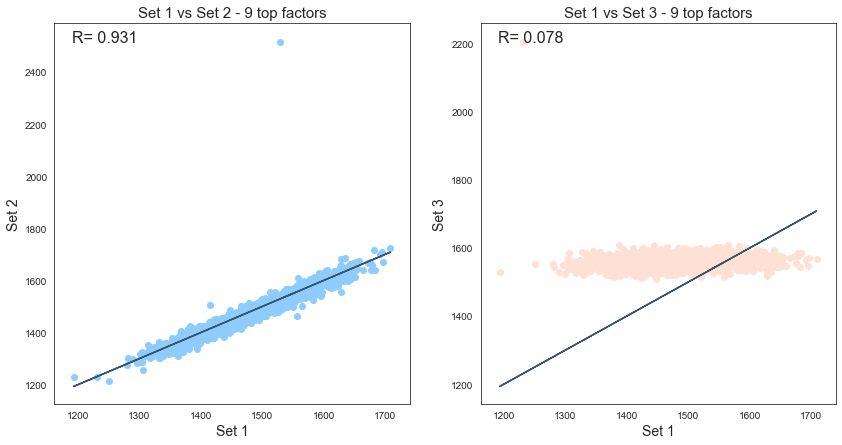 Set 1 vs Set 2 - 9 top factors
R= 0.931
2400
2200
2000
1800
1600
1400
1200
Set 2
1200 1300 1400 1500 1600 1700
Set 1
Set 1 vs Set 3 - 9 top factors
R= 0.078
2200
2000
1800
1600
1400
1200
Set 3
1200 1300 1400 1500 1600 1700
Set 1